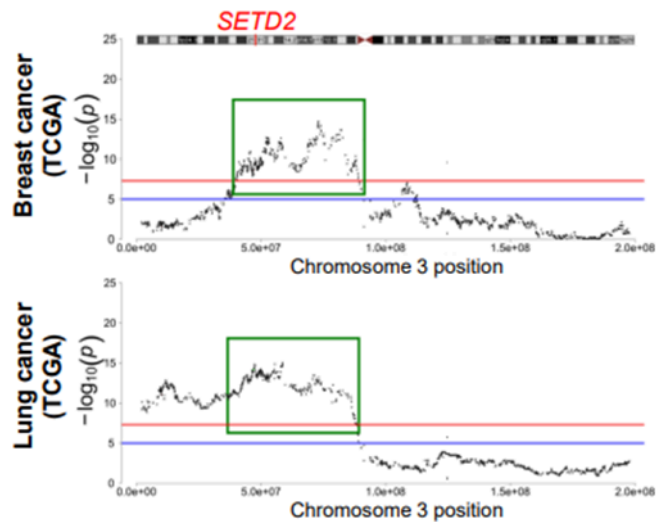 SETD2
Breast cancer
(TCGA)
−log₁₀(p)
25
20
15
10
5
0
0.0e+00
5.0e+07
1.0e+08
1.5e+08
2.0e+08
Chromosome 3 position
Lung cancer
(TCGA)
−log₁₀(p)
25
20
15
10
5
0
0.0e+00
5.0e+07
1.0e+08
1.5e+08
2.0e+08
Chromosome 3 position